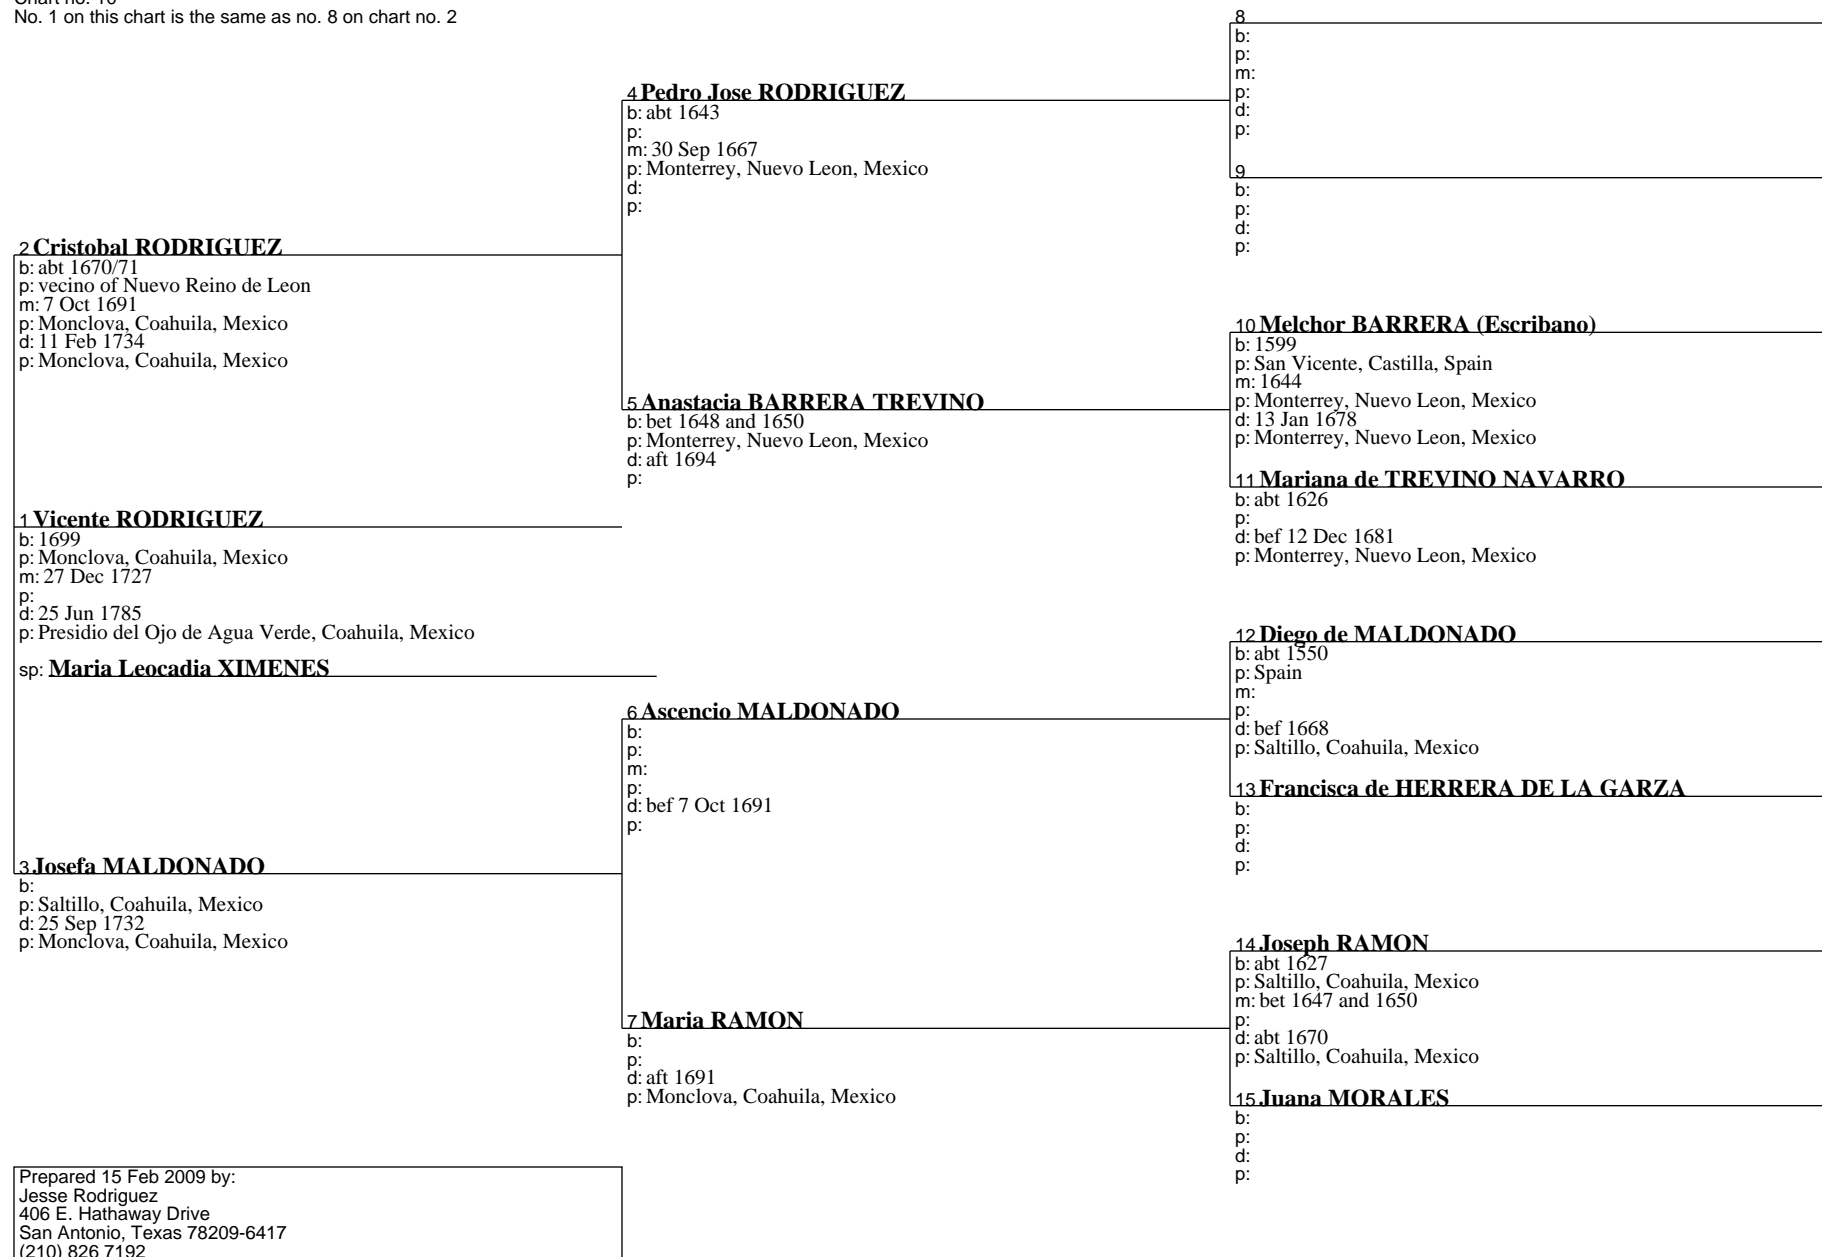 Chart no. 10
No. 1 on this chart is the same as no. 8 on chart no. 2
8
b:
p:
m:
p:
d:
p:
4 Pedro Jose RODRIGUEZ
b: abt 1643
p:
m: 30 Sep 1667
p: Monterrey, Nuevo Leon, Mexico
d:
p:
9
b:
p:
d:
p:
2 Cristobal RODRIGUEZ
b: abt 1670/71
p: vecino of Nuevo Reino de Leon
m: 7 Oct 1691
p: Monclova, Coahuila, Mexico
d: 11 Feb 1734
p: Monclova, Coahuila, Mexico
10 Melchor BARRERA (Escribano)
b: 1599
p: San Vicente, Castilla, Spain
m: 1644
p: Monterrey, Nuevo Leon, Mexico
d: 13 Jan 1678
p: Monterrey, Nuevo Leon, Mexico
5 Anastacia BARRERA TREVINO
b: bet 1648 and 1650
p: Monterrey, Nuevo Leon, Mexico
d: aft 1694
p:
11 Mariana de TREVINO NAVARRO
b: abt 1626
p:
d: bef 12 Dec 1681
p: Monterrey, Nuevo Leon, Mexico
1 Vicente RODRIGUEZ
b: 1699
p: Monclova, Coahuila, Mexico
m: 27 Dec 1727
p:
d: 25 Jun 1785
p: Presidio del Ojo de Agua Verde, Coahuila, Mexico
sp: Maria Leocadia XIMENES
12 Diego de MALDONADO
b: abt 1550
p: Spain
m:
p:
d: bef 1668
p: Saltillo, Coahuila, Mexico
6 Ascencio MALDONADO
b:
p:
m:
p:
d: bef 7 Oct 1691
p:
13 Francisca de HERRERA DE LA GARZA
b:
p:
d:
p:
3 Josefa MALDONADO
b:
p: Saltillo, Coahuila, Mexico
d: 25 Sep 1732
p: Monclova, Coahuila, Mexico
14 Joseph RAMON
b: abt 1627
p: Saltillo, Coahuila, Mexico
m: bet 1647 and 1650
p:
d: abt 1670
p: Saltillo, Coahuila, Mexico
7 Maria RAMON
b:
p:
d: aft 1691
p: Monclova, Coahuila, Mexico
15 Juana MORALES
b:
p:
d:
p:
Prepared 15 Feb 2009 by:
Jesse Rodriguez
406 E. Hathaway Drive
San Antonio, Texas 78209-6417
(210) 826 7192